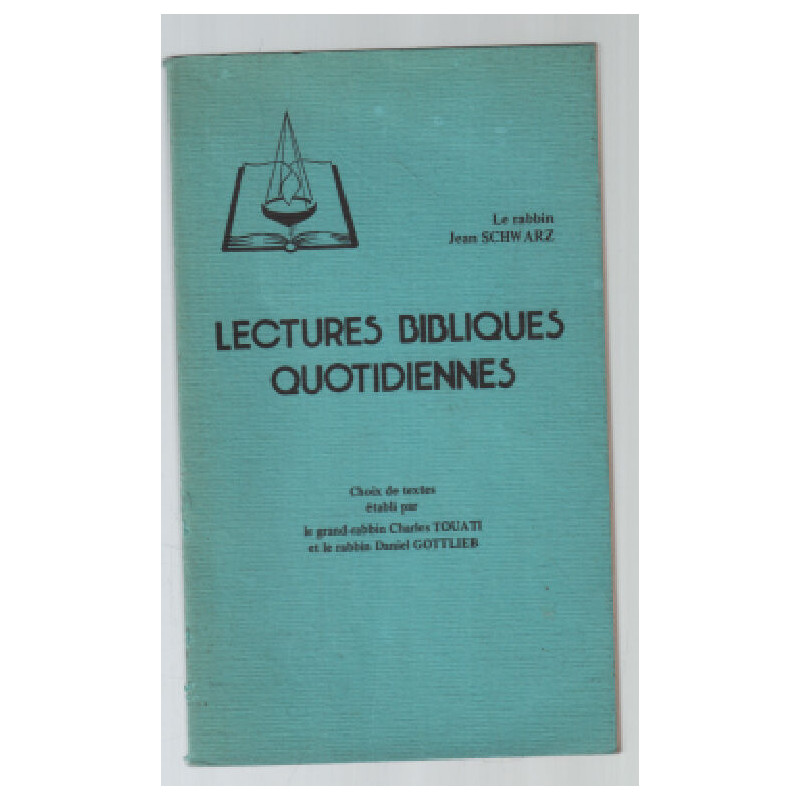 Le rabbin
Jean SCHWARZ
LECTURES BIBLIQUES
QUOTIDIENNES
Choix de textes
établi par
le grand-rabbin Charles TOUATI
et le rabbin Daniel GOTTLIEB